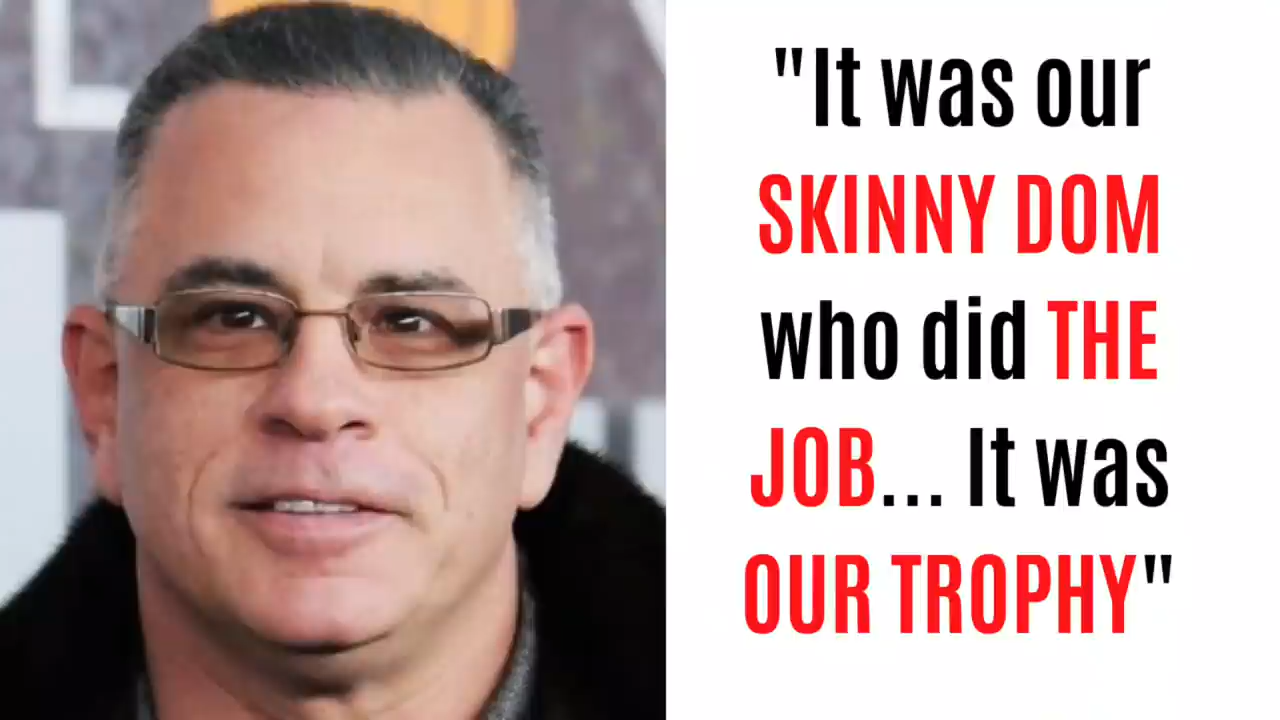 "It was our
SKINNY DOM
who did THE
JOB... It was
OUR TROPHY"